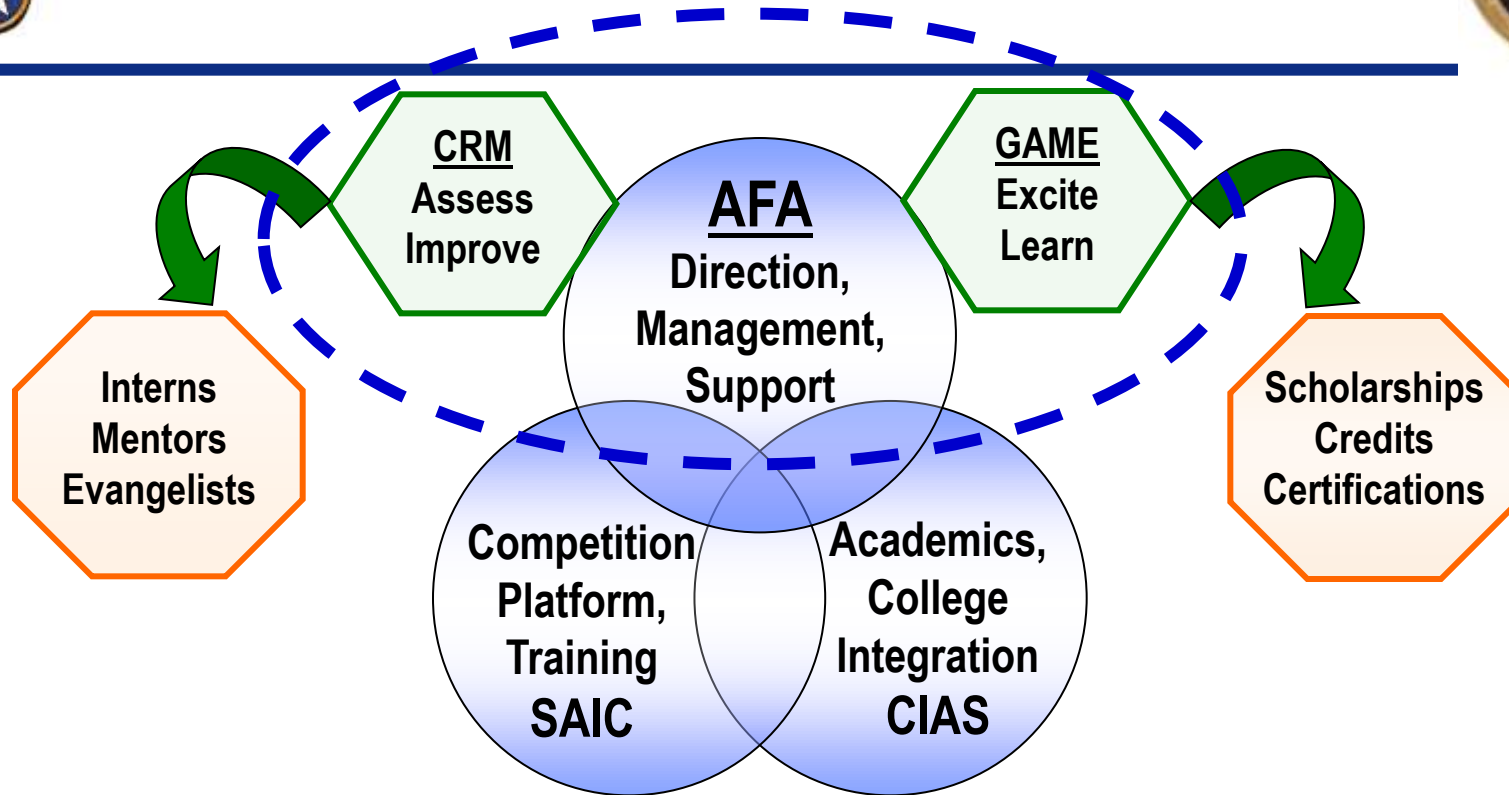 CRM
Assess
Improve
AFA
Direction,
Management,
Support
GAME
Excite
Learn
Interns
Mentors
Evangelists
Scholarships
Credits
Certifications
Competition
Platform,
Training
SAIC
Academics,
College
Integration
CIAS